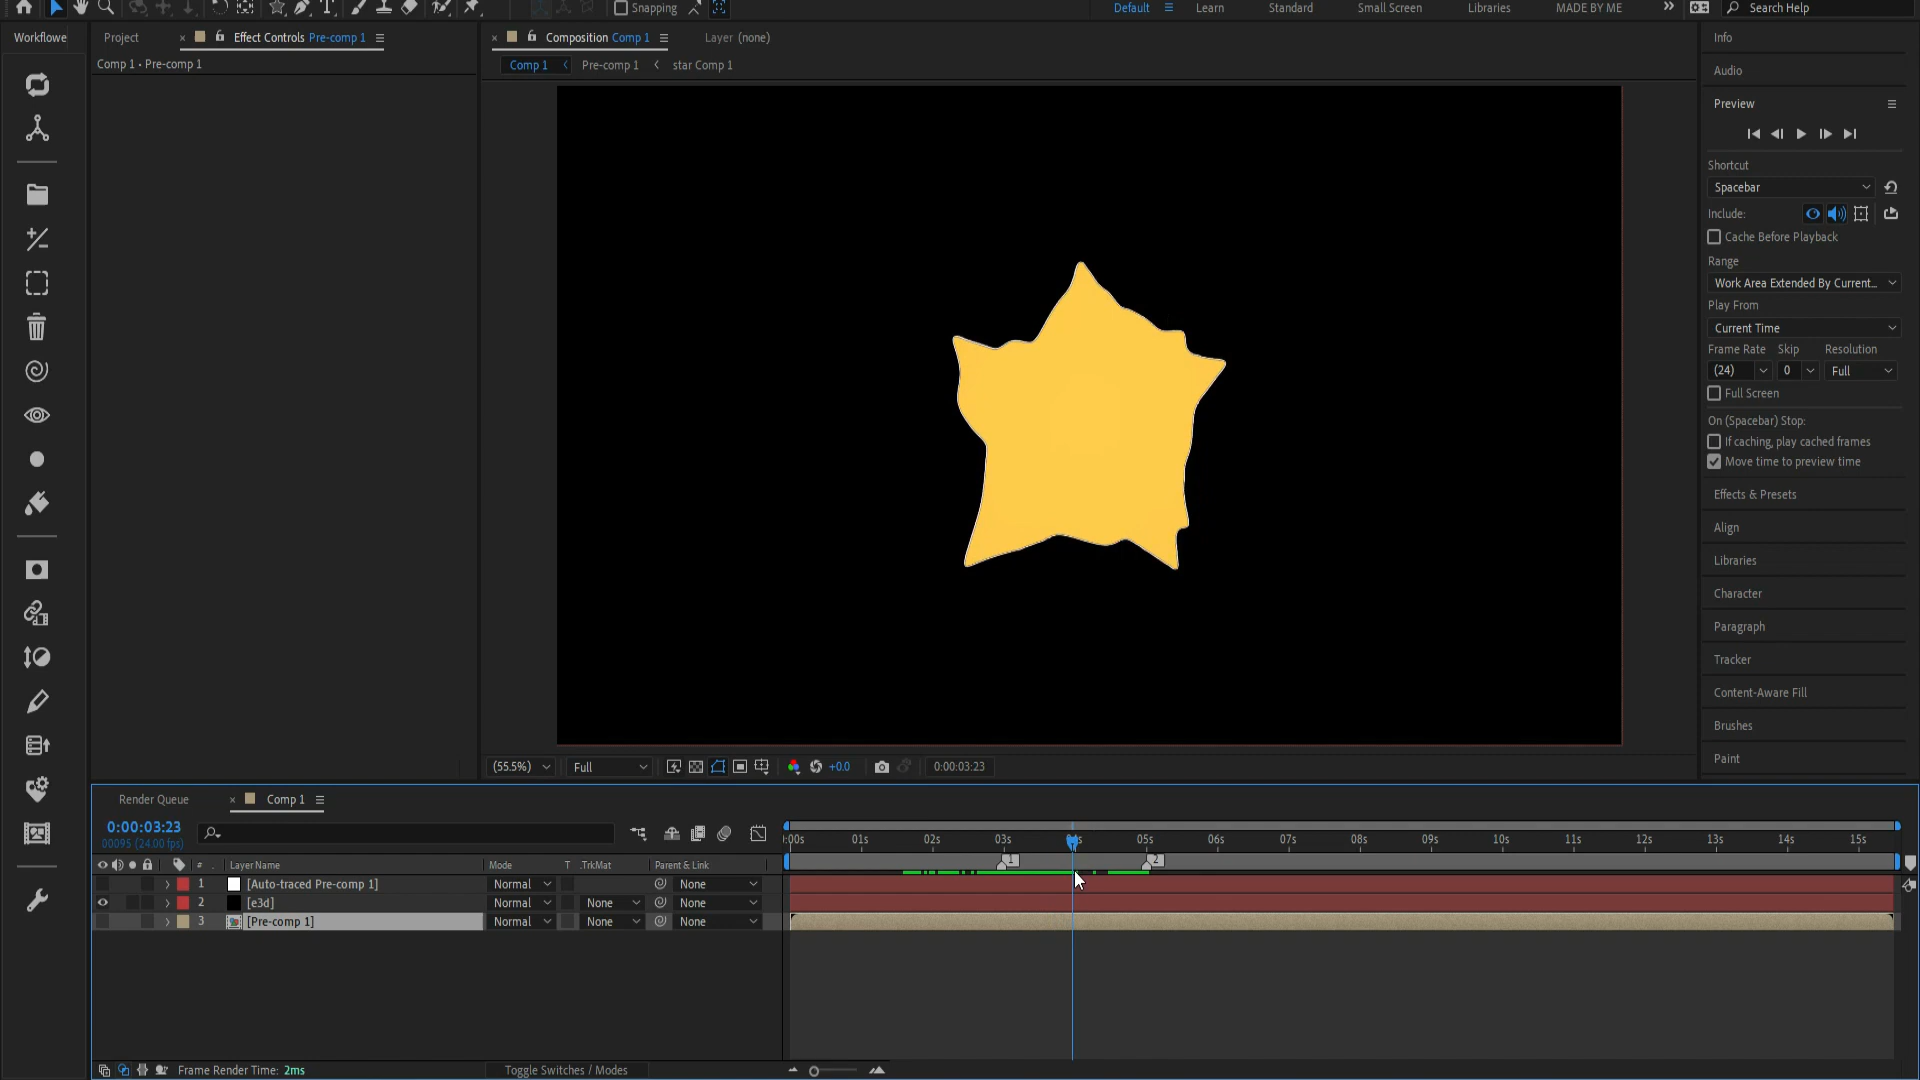 Snapping
Default
Learn
Standard
Small Screen
Libraries
MADE BY ME
Search Help
Workflowe
Project
Effect Controls Pre-comp 1
Composition Comp 1
Layer (none)
Info
Comp 1 • Pre-comp 1
Comp 1
Pre-comp 1
star Comp 1
Audio
Preview
Shortcut
Spacebar
Include:
Cache Before Playback
Range
Work Area Extended By Current...
Play From
Current Time
Frame Rate Skip Resolution
(24) 0 Full
Full Screen
On (Spacebar) Stop:
If caching, play cached frames
Move time to preview time
Effects & Presets
Align
Libraries
Character
Paragraph
Tracker
Content-Aware Fill
Brushes
Paint
(55.5%)
Full
+0.0
0:00:03:23
Render Queue
Comp 1
0:00:03:23
00095 (24.00 fps)
:00s 01s 02s 03s 05s 06s 07s 08s 09s 10s 11s 12s 13s 14s 15s
1 2
# Layer Name Mode T .TrkMat Parent & Link
1 [Auto-traced Pre-comp 1] Normal None
2 [e3d] Normal None None
3 [Pre-comp 1] Normal None None
Frame Render Time: 2ms
Toggle Switches / Modes